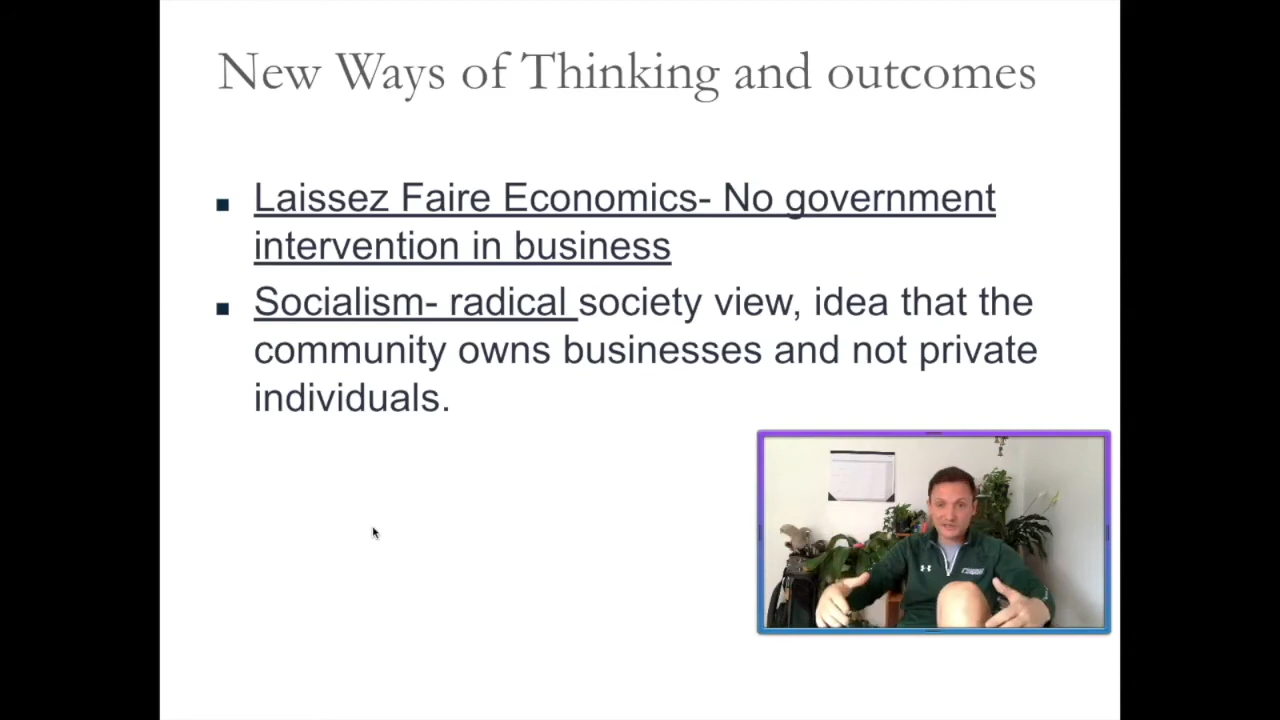 New Ways of Thinking and outcomes
■ Laissez Faire Economics- No government
intervention in business
■ Socialism- radical society view, idea that the
community owns businesses and not private
individuals.